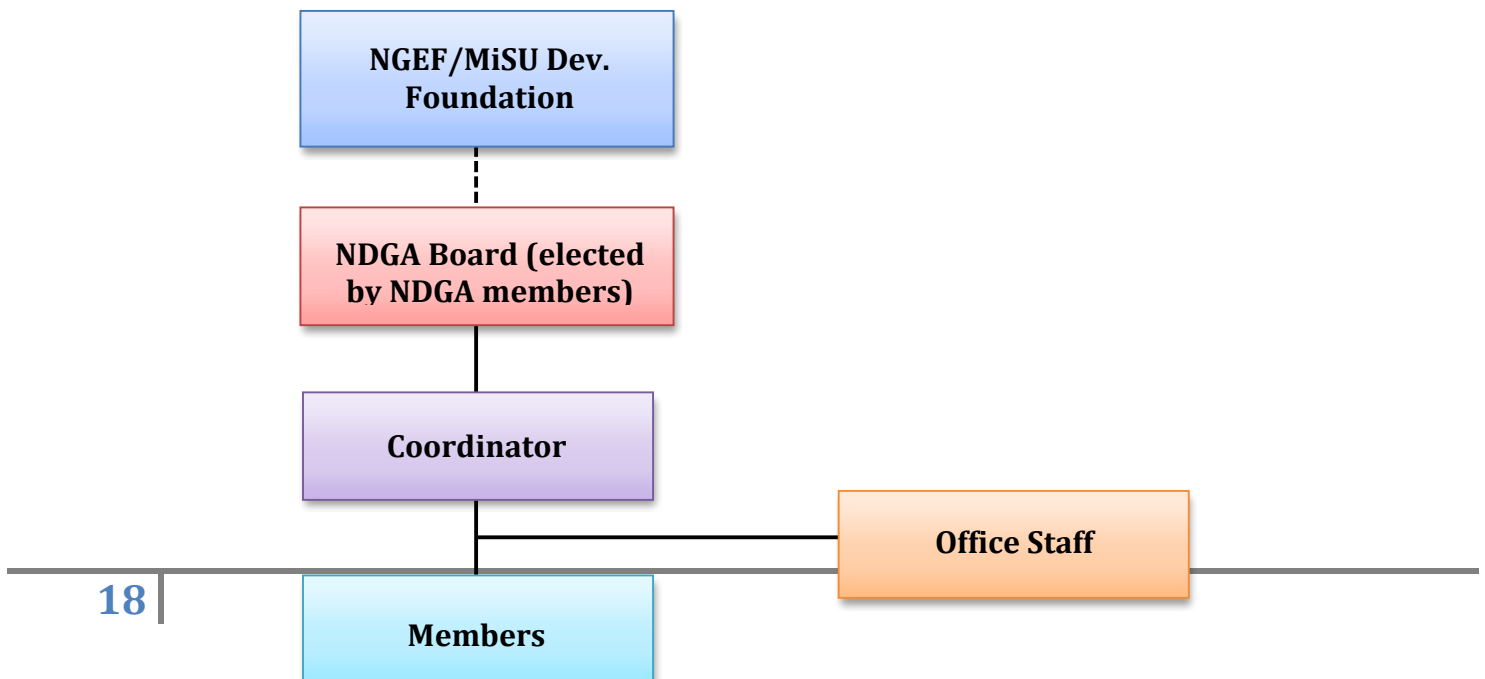 NGEF/MiSU Dev.
Foundation
NDGA Board (elected
by NDGA members)
Coordinator
Office Staff
18
Members